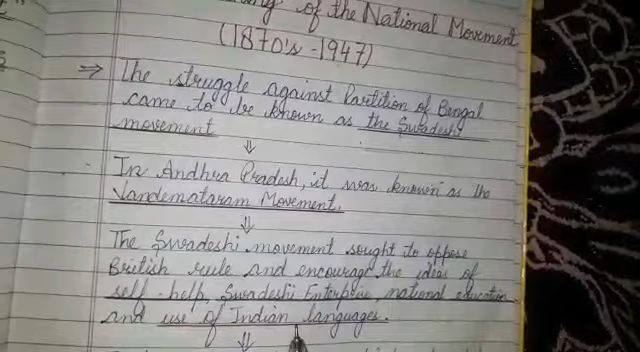 of the National Movement
(1870's - 1947)
⇒ The struggle against Partition of Bengal
came to be known as the Swadeshi
movement
⇓
In Andhra Pradesh, it was known as the
Vandemataram Movement.
⇓
The Swadeshi movement sought to oppose
British rule and encourage the ideas of
self-help, Swadeshi Enterprise, national education
and use of Indian languages.
⇓